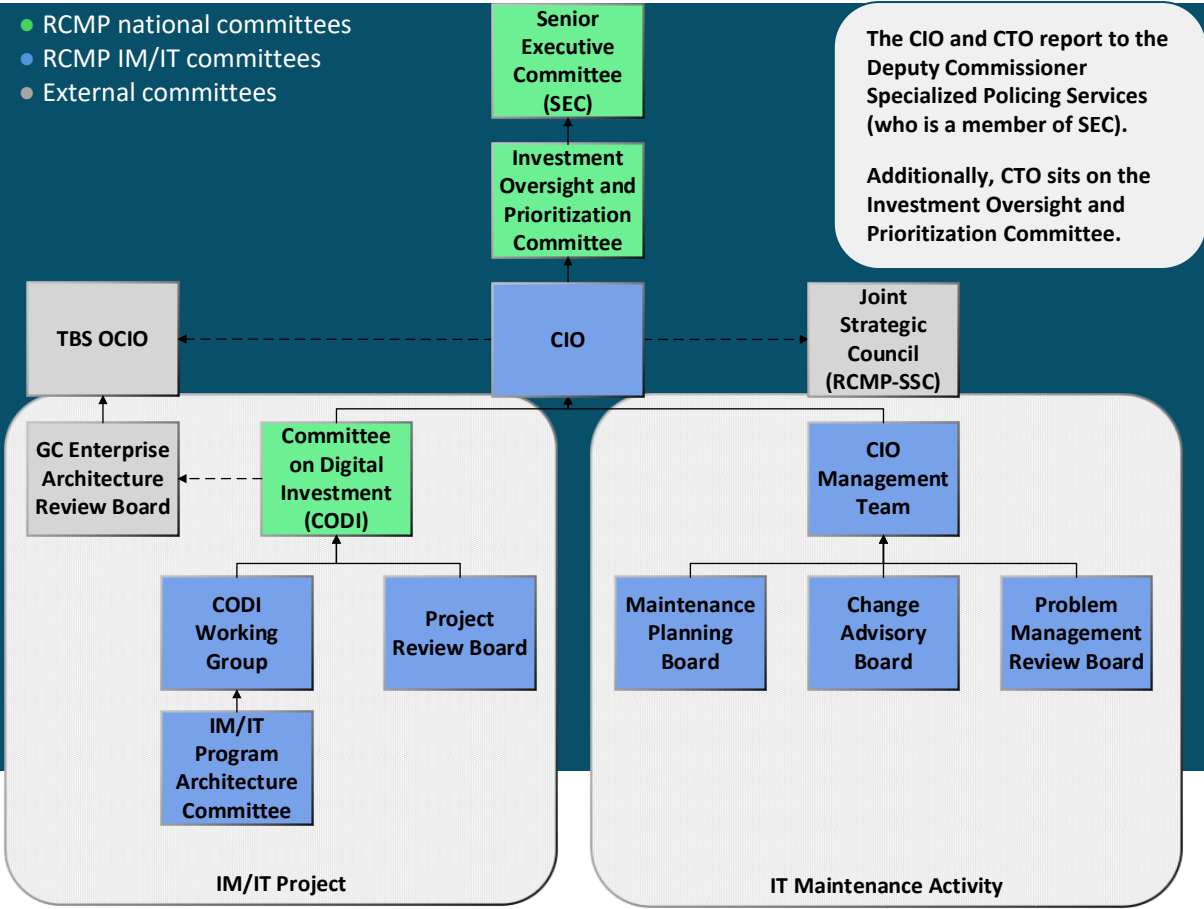 RCMP national committees
RCMP IM/IT committees
External committees
Senior
Executive
Committee
(SEC)
The CIO and CTO report to the
Deputy Commissioner
Specialized Policing Services
(who is a member of SEC).
Additionally, CTO sits on the
Investment Oversight and
Prioritization Committee.
Investment
Oversight and
Prioritization
Committee
TBS OCIO
CIO
Joint
Strategic
Council
(RCMP-SSC)
GC Enterprise
Architecture
Review Board
Committee
on Digital
Investment
(CODI)
CIO
Management
Team
CODI
Working
Group
Project
Review Board
Maintenance
Planning
Board
Change
Advisory
Board
Problem
Management
Review Board
IM/IT
Program
Architecture
Committee
IM/IT Project
IT Maintenance Activity